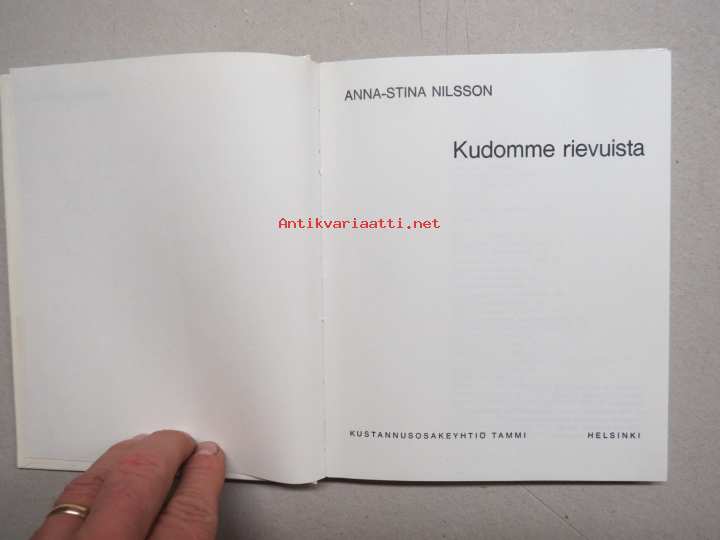 ANNA-STINA NILSSON
Kudomme rievuista
Antikvariaatti.net
KUSTANNUSOSAKEYHTIÖ TAMMI HELSINKI